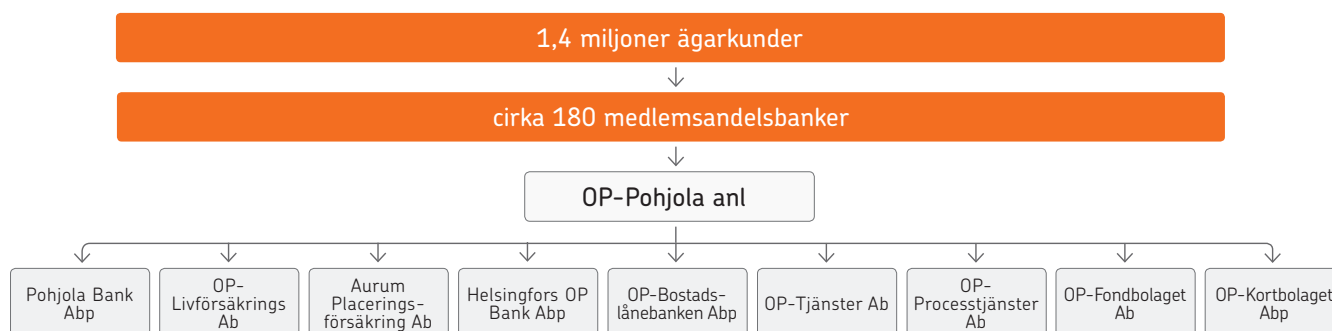 1,4 miljoner ägarkunder
cirka 180 medlemsandelsbanker
OP-Pohjola anl
Pohjola Bank
Abp
OP-
Livförsäkrings
Ab
Aurum
Placerings-
försäkring Ab
Helsingfors OP
Bank Abp
OP-Bostads-
lånebanken Abp
OP-Tjänster Ab
OP-
Processtjänster
Ab
OP-Fondbolaget
Ab
OP-Kortbolaget
Abp